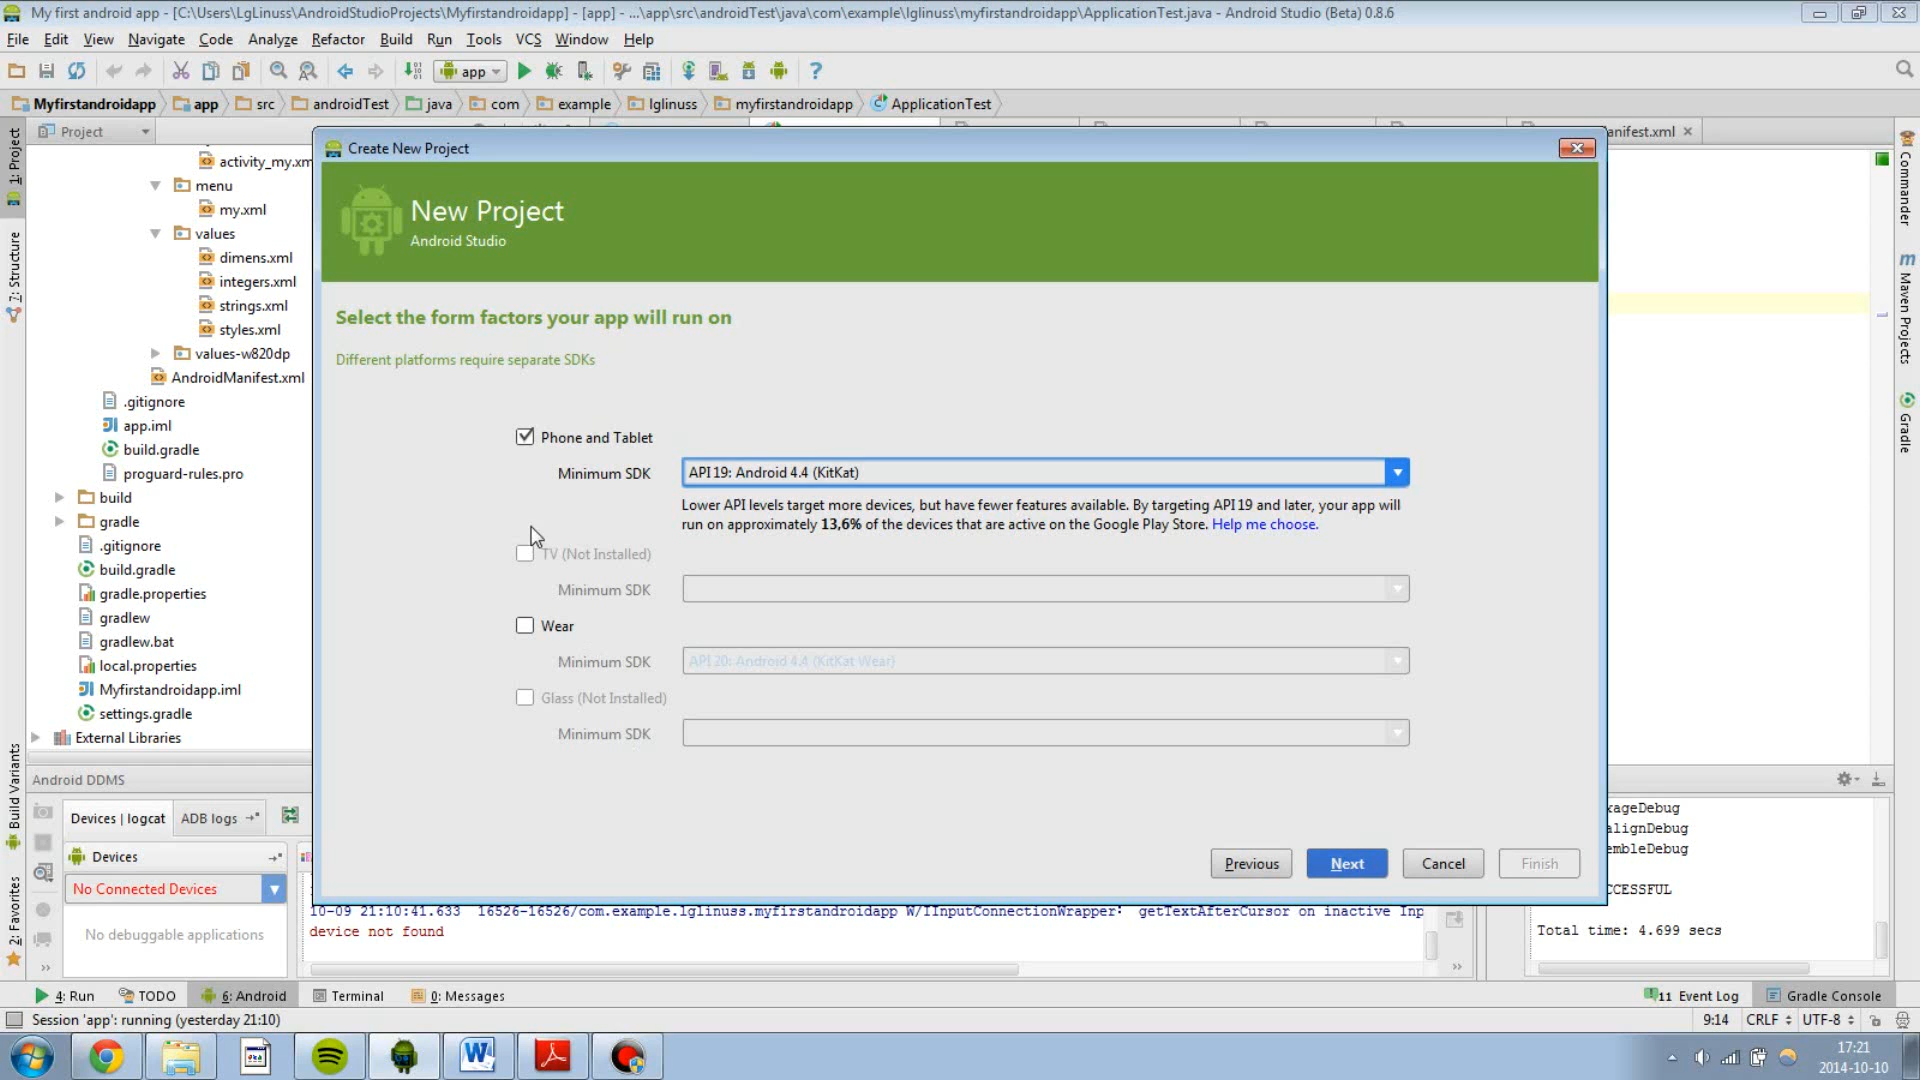 My first android app - [C:\Users\LgLinuss\AndroidStudioProjects\Myfirstandroidapp] - [app] - ...\app\src\androidTest\java\com\example\lglinuss\myfirstandroidapp\ApplicationTest.java - Android Studio (Beta) 0.8.6
File Edit View Navigate Code Analyze Refactor Build Run Tools VCS Window Help
app
Myfirstandroidapp app src androidTest java com example lglinuss myfirstandroidapp ApplicationTest
1: Project
7: Structure
Build Variants
2: Favorites
Project
activity_my.xm
menu
my.xml
values
dimens.xml
integers.xml
strings.xml
styles.xml
values-w820dp
AndroidManifest.xml
.gitignore
app.iml
build.gradle
proguard-rules.pro
build
gradle
.gitignore
build.gradle
gradle.properties
gradlew
gradlew.bat
local.properties
Myfirstandroidapp.iml
settings.gradle
External Libraries
Create New Project
New Project
Android Studio
Select the form factors your app will run on
Different platforms require separate SDKs
Phone and Tablet
Minimum SDK API 19: Android 4.4 (KitKat)
Lower API levels target more devices, but have fewer features available. By targeting API 19 and later, your app will
run on approximately 13,6% of the devices that are active on the Google Play Store. Help me choose.
TV (Not Installed)
Minimum SDK
Wear
Minimum SDK API 20: Android 4.4 (KitKat Wear)
Glass (Not Installed)
Minimum SDK
Previous Next Cancel Finish
anifest.xml
Commander
Maven Projects
Gradle
Android DDMS
Devices | logcat ADB logs
Devices
No Connected Devices
No debuggable applications
10-09 21:10:41.633 16526-16526/com.example.lglinuss.myfirstandroidapp W/IInputConnectionWrapper: getTextAfterCursor on inactive Inp
device not found
kageDebug
alignDebug
embleDebug
CCESSFUL
Total time: 4.699 secs
4: Run TODO 6: Android Terminal 0: Messages 11 Event Log Gradle Console
Session 'app': running (yesterday 21:10) 9:14 CRLF UTF-8
17:21
2014-10-10